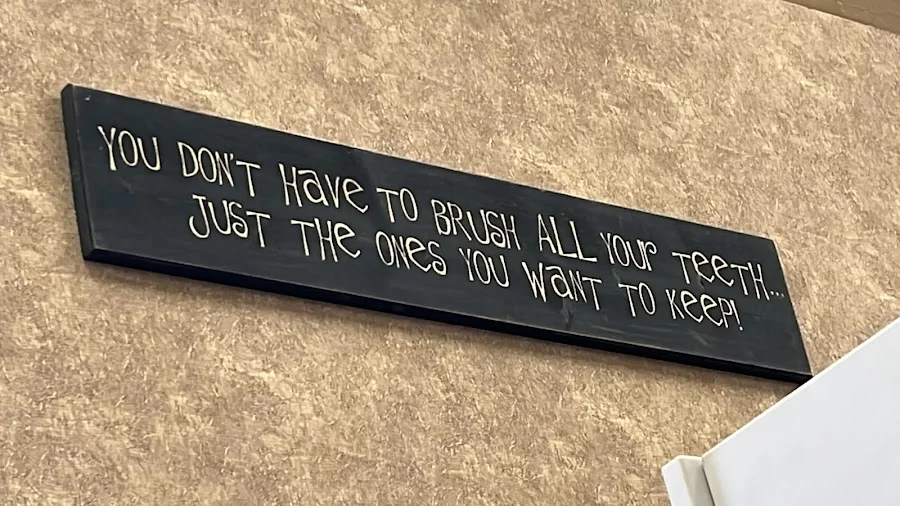 YOU DON'T Have TO BRUSH ALL YOUr TeeTH...
JUST THe ONes YOU WaNT TO KeeP!